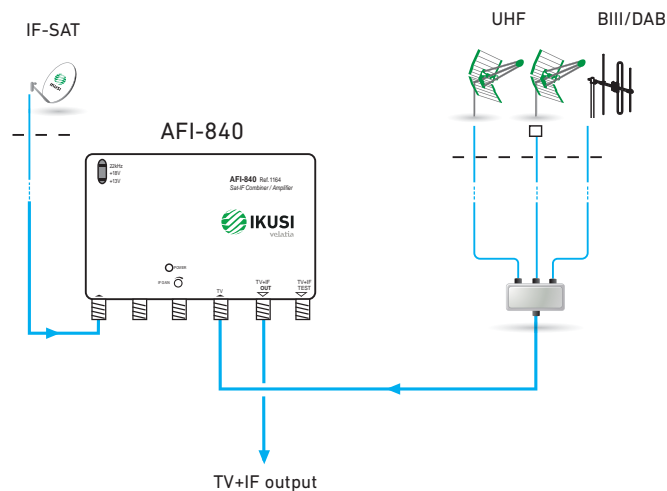 UHF
BIII/DAB
IF-SAT
IKUSI
AFI-840
22kHz
+18V
+13V
AFI-840 Ref. 1164
Sat-IF Combiner / Amplifier
IKUSI
velatia
POWER
IF GAIN
TV
TV+IF
OUT
TV+IF
TEST
TV+IF output